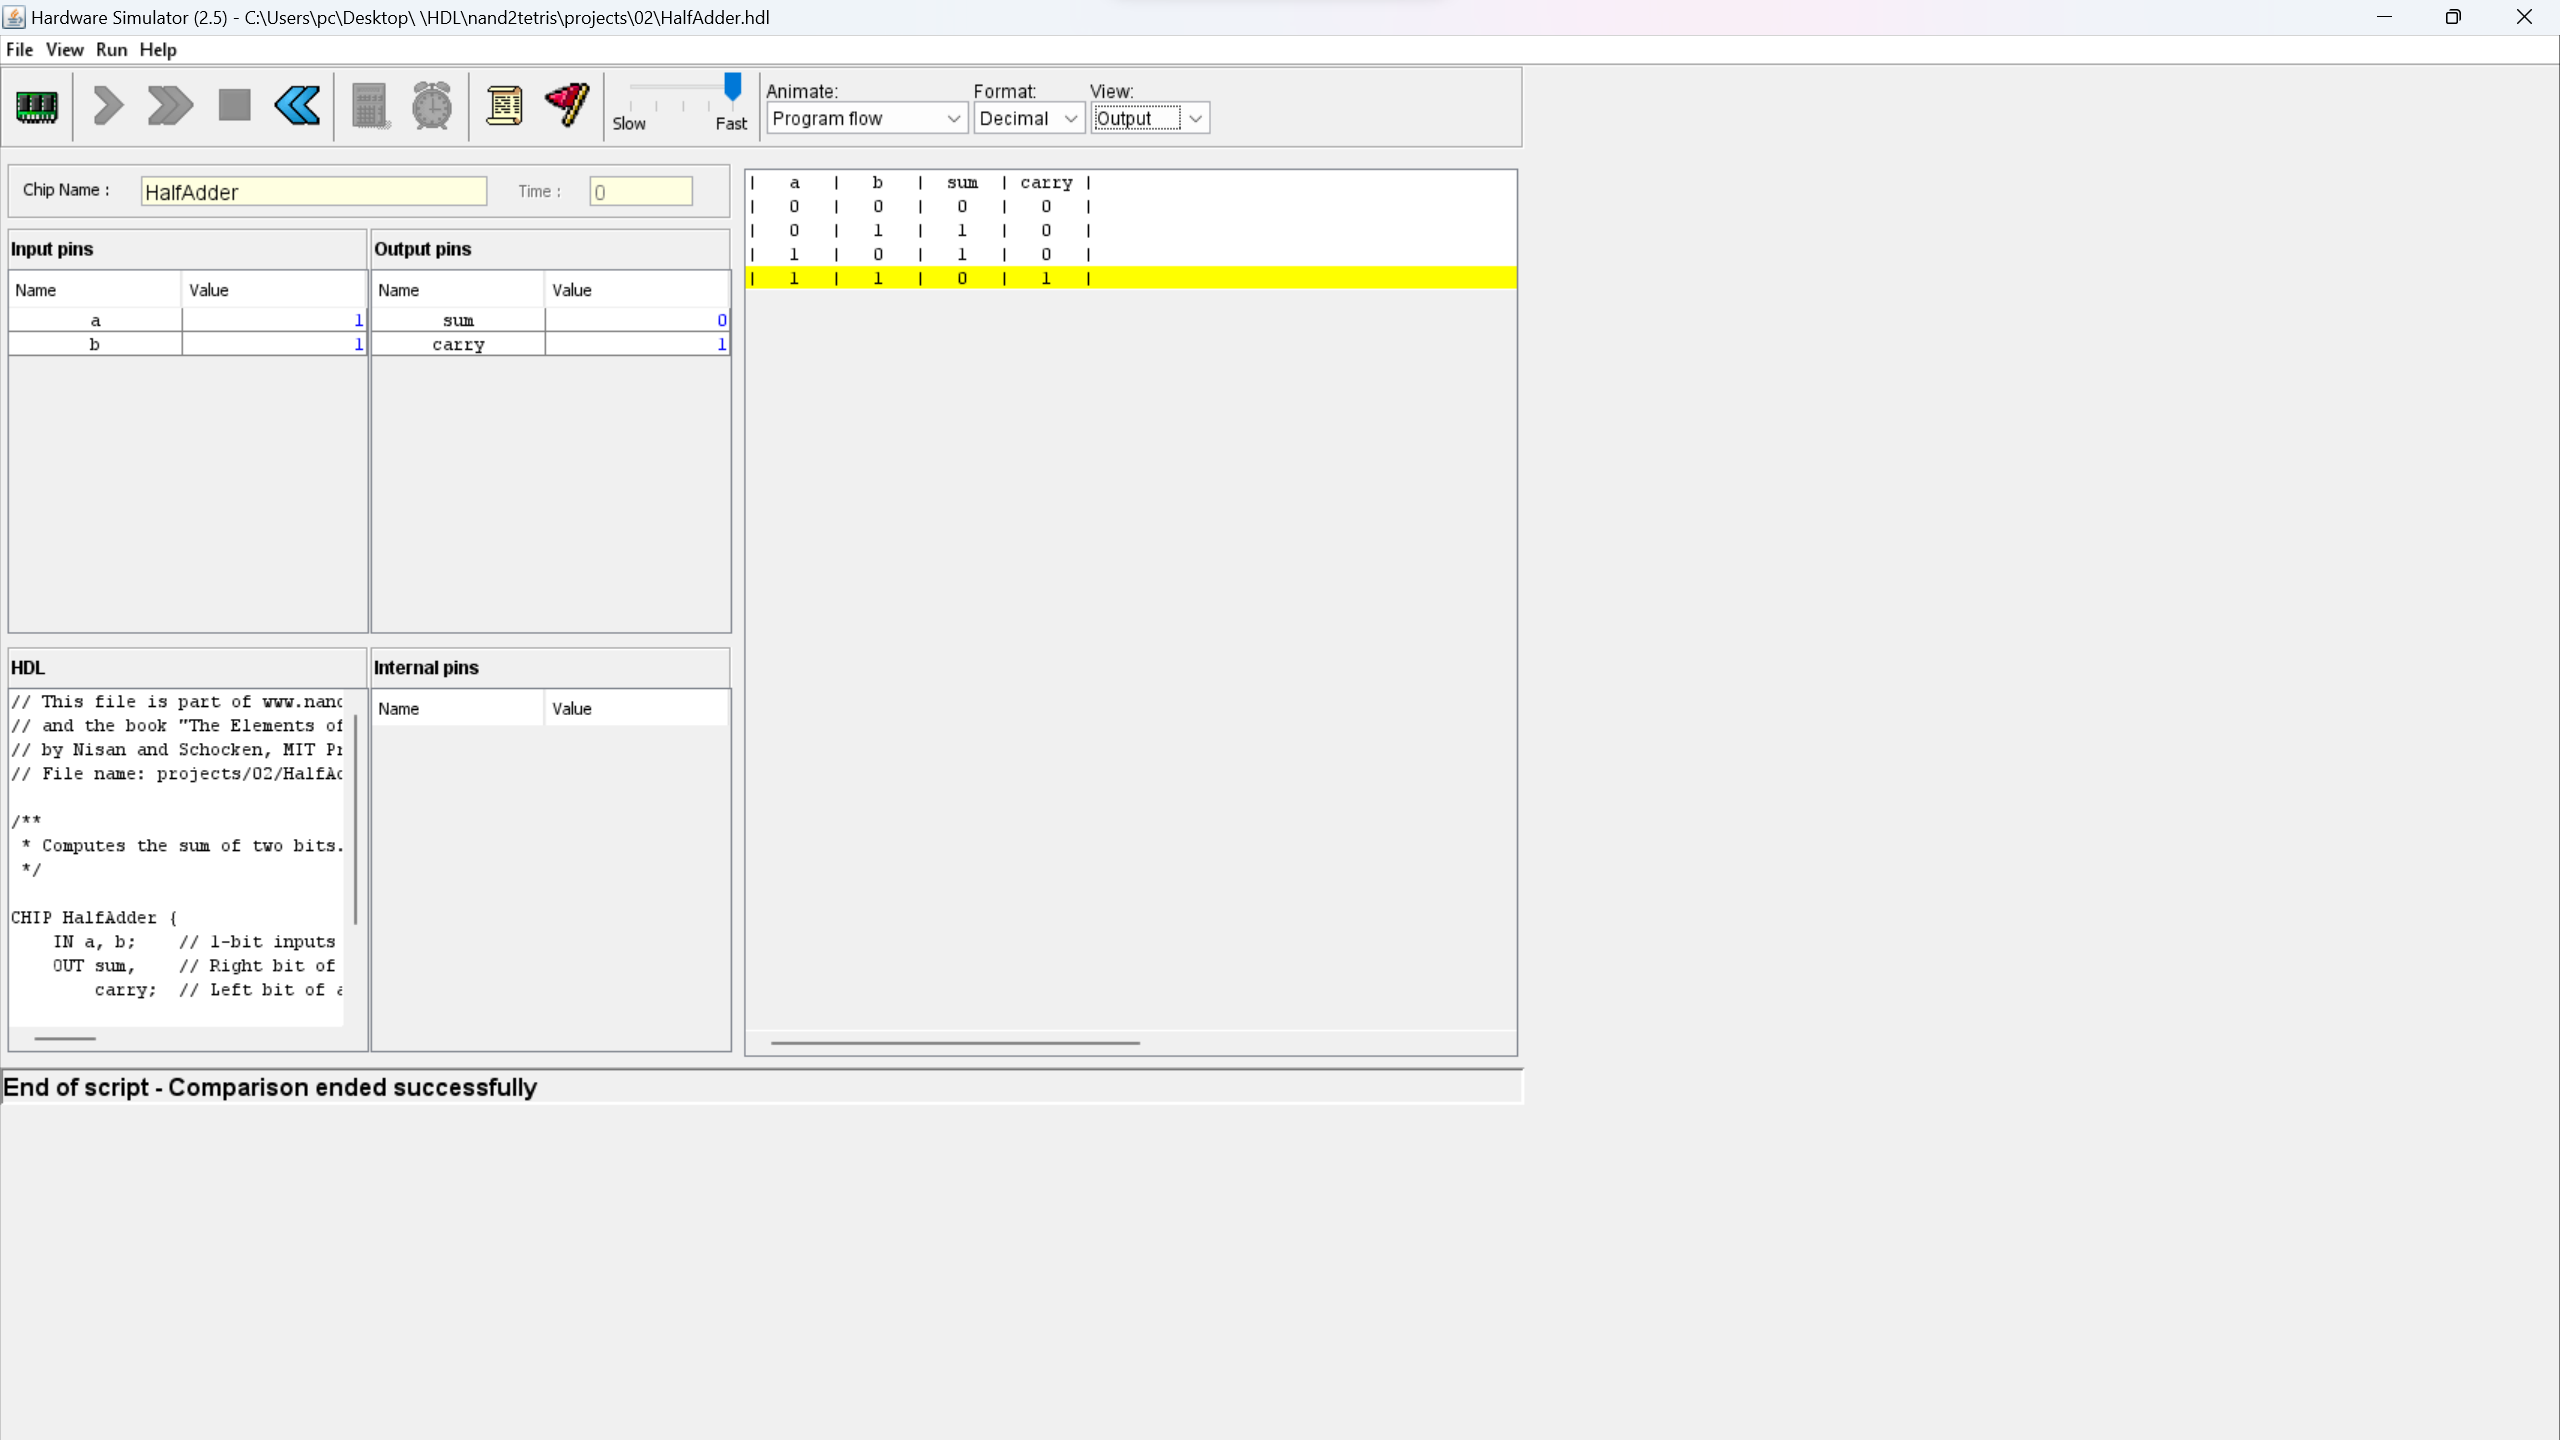 Hardware Simulator (2.5) - C:\Users\pc\Desktop\ \HDL\nand2tetris\projects\02\HalfAdder.hdl
File View Run Help
Slow Fast
Animate: Format: View:
Program flow Decimal Output
Chip Name : HalfAdder Time : 0
Input pins Output pins
Name Value Name Value
a 1 sum 0
b 1 carry 1
| a | b | sum | carry |
| 0 | 0 | 0 | 0 |
| 0 | 1 | 1 | 0 |
| 1 | 0 | 1 | 0 |
| 1 | 1 | 0 | 1 |
HDL
// This file is part of www.nand
// and the book "The Elements of
// by Nisan and Schocken, MIT Pr
// File name: projects/02/HalfAd
/**
* Computes the sum of two bits.
*/
CHIP HalfAdder {
IN a, b; // 1-bit inputs
OUT sum, // Right bit of
carry; // Left bit of a
Internal pins
Name Value
End of script - Comparison ended successfully